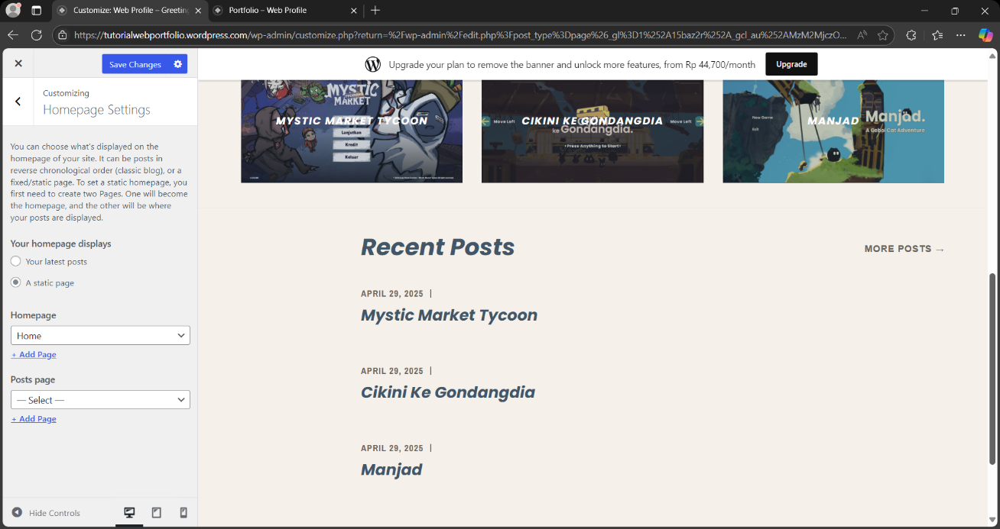 Customize: Web Profile – Greeting
Portfolio – Web Profile
https://tutorialwebportfolio.wordpress.com/wp-admin/customize.php?return=%2Fwp-admin%2Fedit.php%3Fpost_type%3Dpage%26_gl%3D1%252A15baz2r%252A_gcl_au%252AMzM2MjczO...
Save Changes
Upgrade your plan to remove the banner and unlock more features, from Rp 44,700/month
Upgrade
Customizing
Homepage Settings
You can choose what's displayed on the
homepage of your site. It can be posts in
reverse chronological order (classic blog), or a
fixed/static page. To set a static homepage, you
first need to create two Pages. One will become
the homepage, and the other will be where
your posts are displayed.
Your homepage displays
Your latest posts
A static page
Homepage
Home
+ Add Page
Posts page
— Select —
+ Add Page
Hide Controls
MYSTIC
MARKET
MYSTIC MARKET TYCOON
Lanjutkan
Kredit
Keluar
Move Left
CIKINI KE GONDANGDIA
Move Left
ke Gondangdia.
Press Anything to Start
New Game
Exit
MANJAD
Manjad.
A Geboi Cat Adventure
Recent Posts
MORE POSTS →
APRIL 29, 2025 |
Mystic Market Tycoon
APRIL 29, 2025 |
Cikini Ke Gondangdia
APRIL 29, 2025 |
Manjad